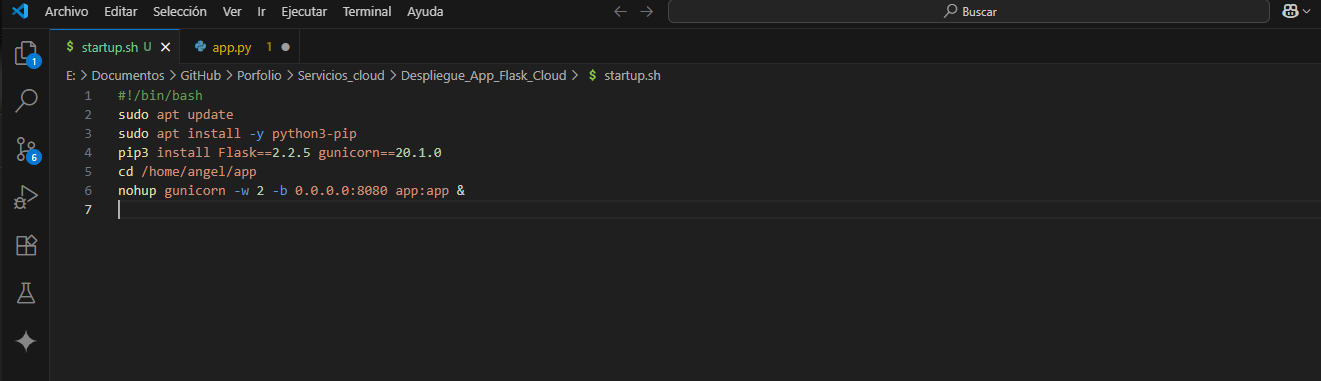 Archivo Editar Selección Ver Ir Ejecutar Terminal Ayuda Buscar
$ startup.sh U app.py 1
E: > Documentos > GitHub > Porfolio > Servicios_cloud > Despliegue_App_Flask_Cloud > $ startup.sh
1 #!/bin/bash
2 sudo apt update
3 sudo apt install -y python3-pip
4 pip3 install Flask==2.2.5 gunicorn==20.1.0
5 cd /home/angel/app
6 nohup gunicorn -w 2 -b 0.0.0.0:8080 app:app &
7
1
6